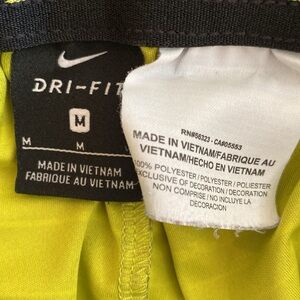 DRI-FIT
M
M M
MADE IN VIETNAM
FABRIQUE AU VIETNAM
RN#56323 - CA#05553
MADE IN VIETNAM/FABRIQUE AU
VIETNAM/HECHO EN VIETNAM
100% POLYESTER / POLYESTER / POLIESTER
EXCLUSIVE OF DECORATION / DECORATION
NON COMPRISE / NO INCLUYE LA
DECORACION